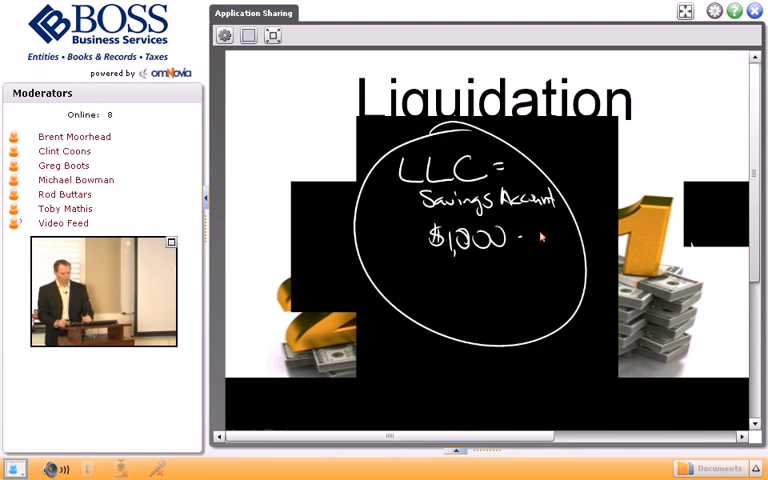 BOSS
Business Services
Entities • Books & Records • Taxes
powered by omNovia
Moderators
Online: 8
Brent Moorhead
Clint Coons
Greg Boots
Michael Bowman
Rod Buttars
Toby Mathis
Video Feed
Application Sharing
Liquidation
LLC =
Savings Account
$1,000 -
1
Documents